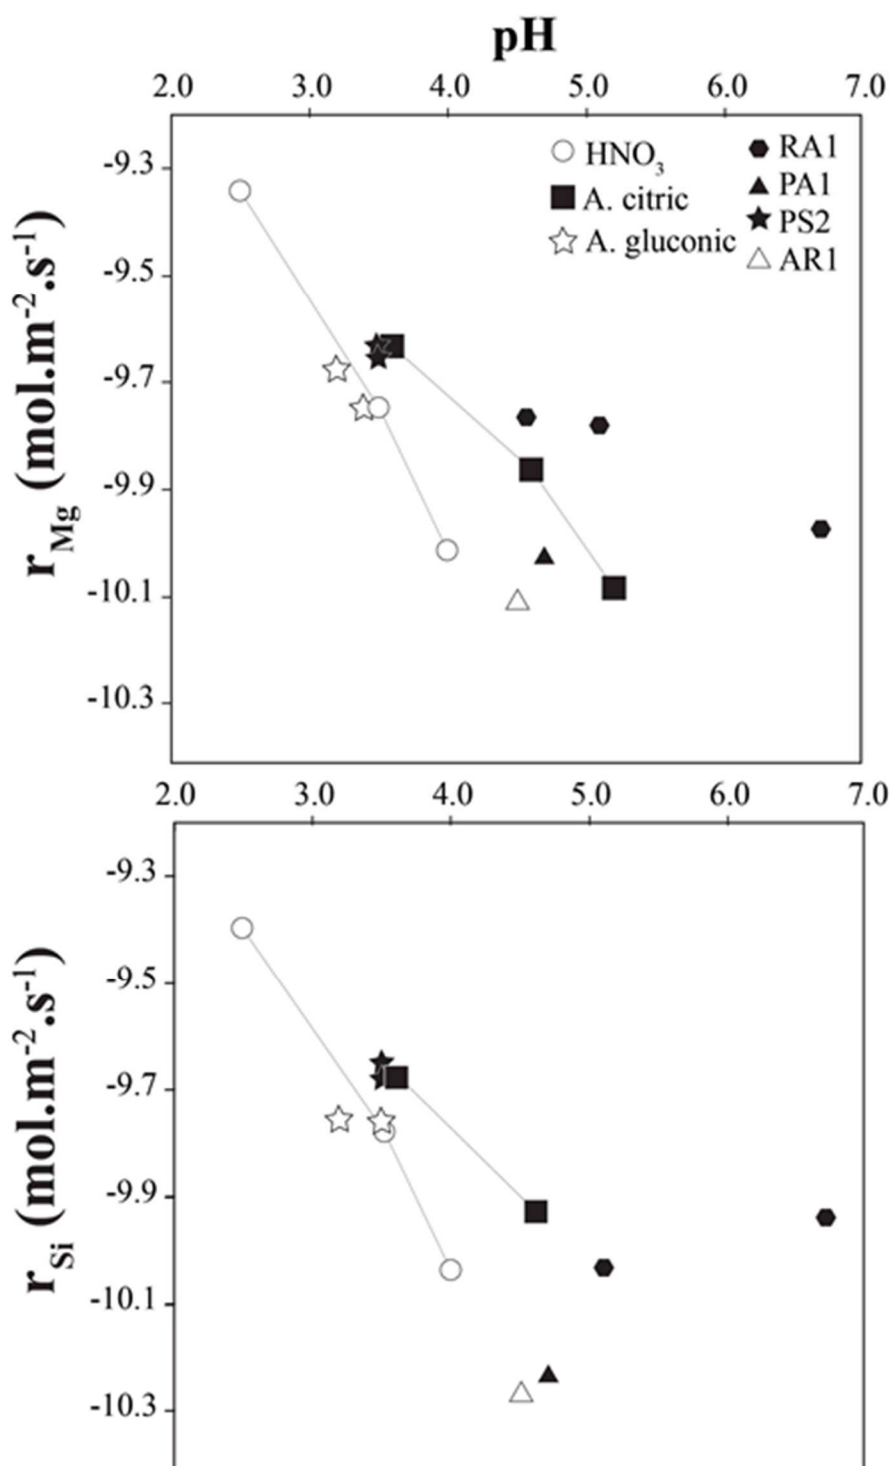 pH
2.0 3.0 4.0 5.0 6.0 7.0
HNO3
A. citric
A. gluconic
RA1
PA1
PS2
AR1
-9.3
-9.5
-9.7
-9.9
-10.1
-10.3
rMg (mol.m-2.s-1)
2.0 3.0 4.0 5.0 6.0 7.0
-9.3
-9.5
-9.7
-9.9
-10.1
-10.3
rSi (mol.m-2.s-1)